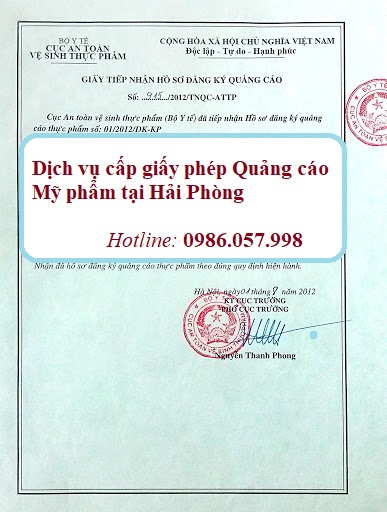 BỘ Y TẾ
CỤC AN TOÀN
VỆ SINH THỰC PHẨM
CỘNG HÒA XÃ HỘI CHỦ NGHĨA VIỆT NAM
Độc lập - Tự do - Hạnh phúc
GIẤY TIẾP NHẬN HỒ SƠ ĐĂNG KÝ QUẢNG CÁO
Số: ..915../2012/TNQC-ATTP
Cục An toàn vệ sinh thực phẩm (Bộ Y tế) đã tiếp nhận Hồ sơ đăng ký quảng
cáo thực phẩm số: 01/2012/DK-KP
Dịch vụ cấp giấy phép Quảng cáo
Mỹ phẩm tại Hải Phòng
Hotline: 0986.057.998
Nhận đủ hồ sơ đăng ký quảng cáo thực phẩm theo đúng quy định hiện hành.
Hà Nội, ngày 01 tháng 8 năm 2012
KT CỤC TRƯỞNG
PHÓ CỤC TRƯỞNG
Nguyễn Thanh Phong